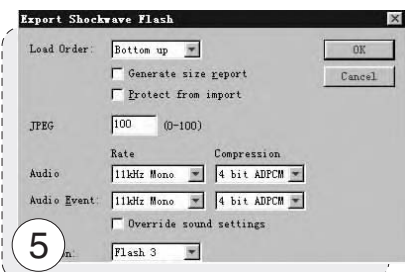 Export Shockwave Flash
Load Order: Bottom up
OK
Generate size report
Cancel
Protect from import
JPEG 100 (0-100)
Rate Compression
Audio 11kHz Mono 4 bit ADPCM
Audio Event: 11kHz Mono 4 bit ADPCM
Override sound settings
5 n: Flash 3